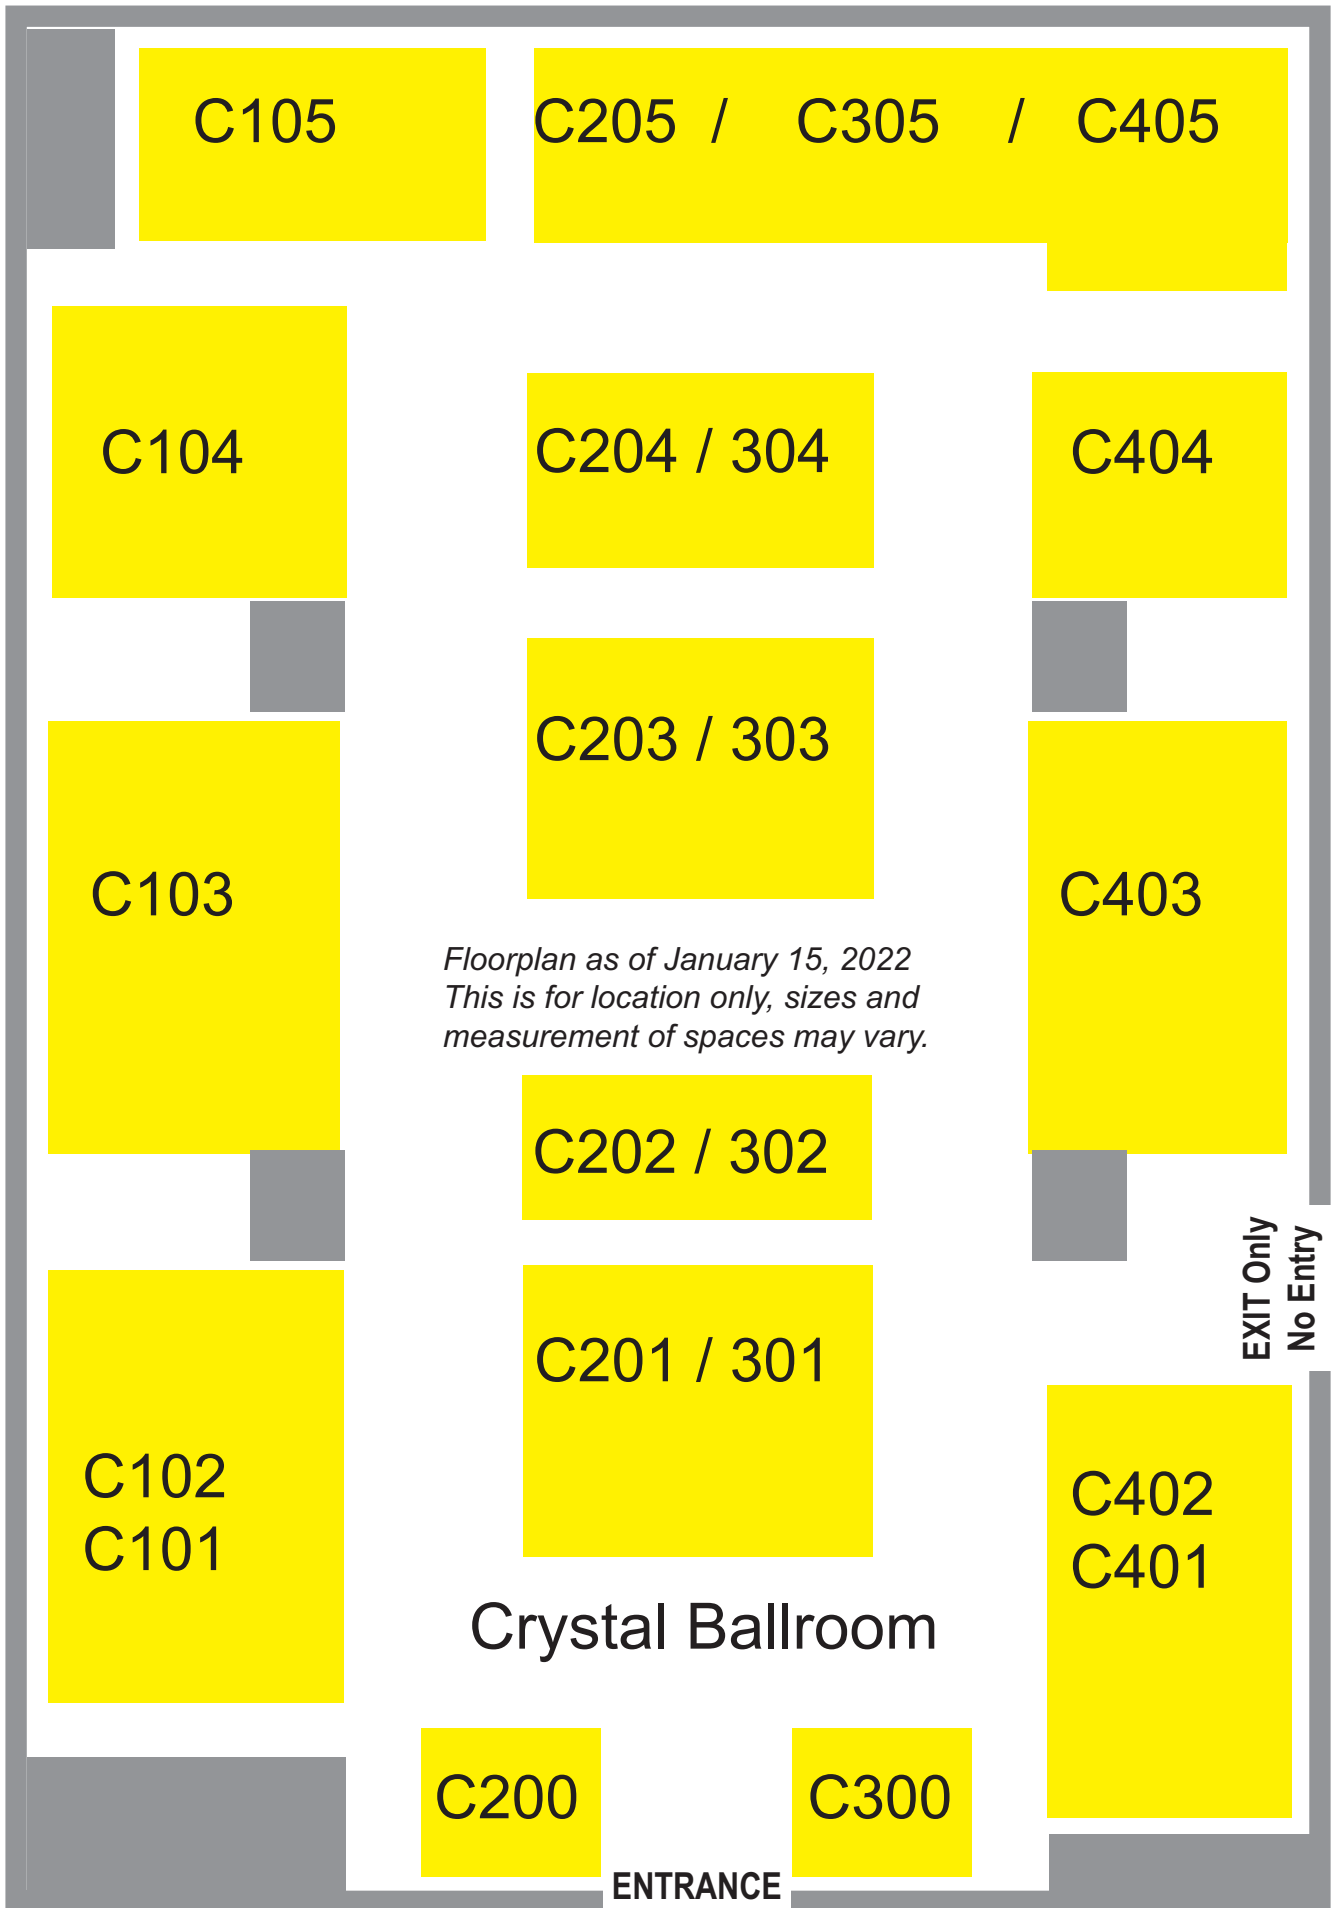 C105
C205 / C305 / C405
C104
C204 / 304
C404
C203 / 303
C103
C403
Floorplan as of January 15, 2022
This is for location only, sizes and
measurement of spaces may vary.
C202 / 302
EXIT Only
No Entry
C201 / 301
C102
C101
C402
C401
Crystal Ballroom
C200
C300
ENTRANCE